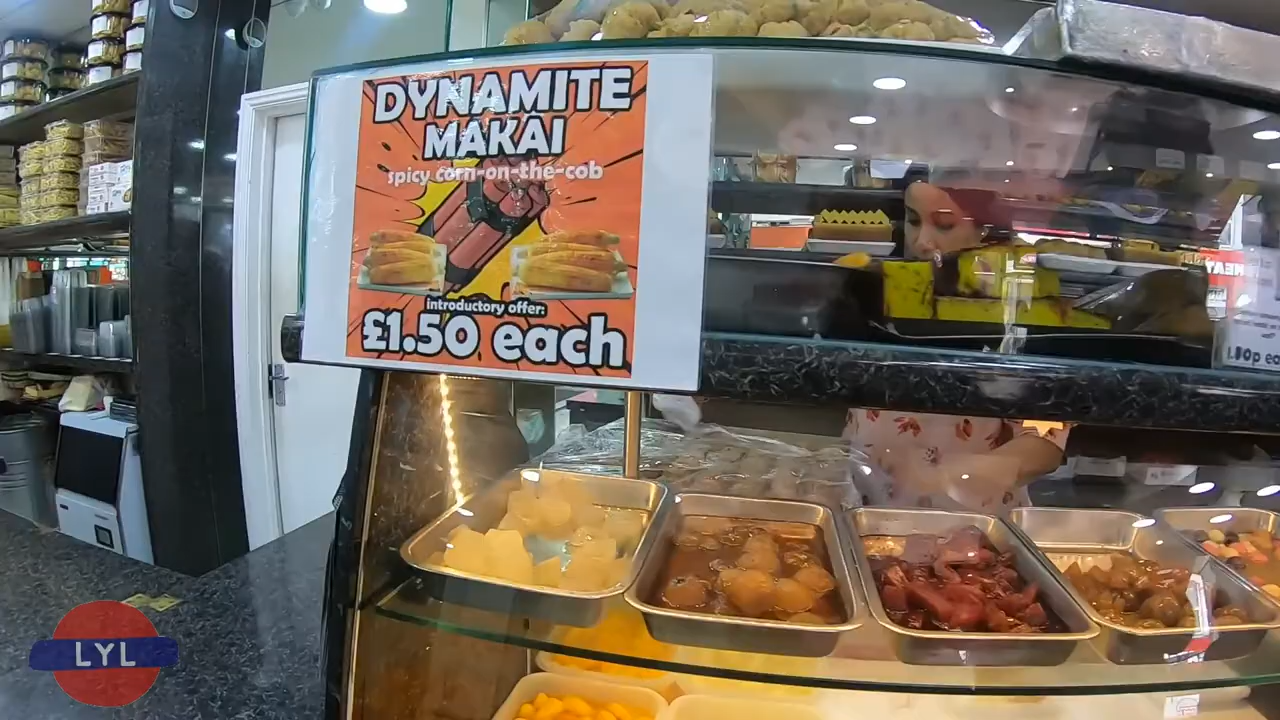 DYNAMITE
MAKAI
spicy corn-on-the-cob
introductory offer:
£1.50 each
LYL